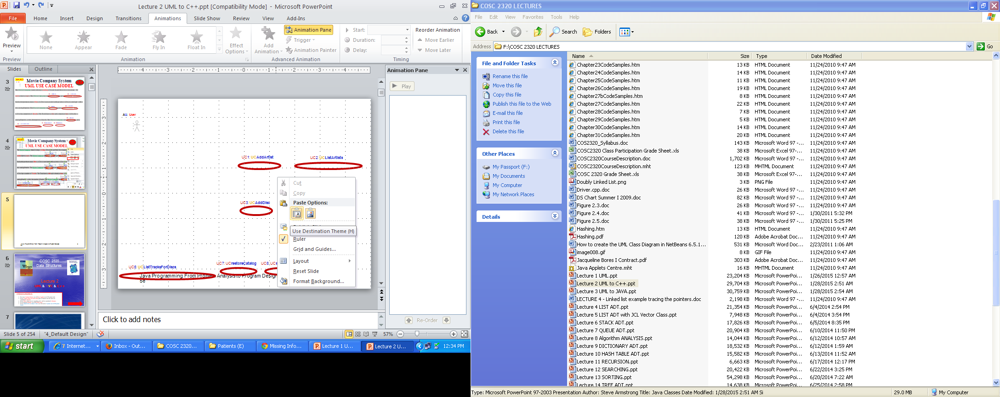 Lecture 2 UML to C++.ppt [Compatibility Mode] - Microsoft PowerPoint
File Home Insert Design Transitions Animations Slide Show Review View Add-Ins
Preview
None Appear Fade Fly In Float In
Effect Options
Add Animation
Animation Pane
Trigger
Animation Painter
Start:
Duration:
Delay:
Reorder Animation
Move Earlier
Move Later
Preview Animation Advanced Animation Timing
Slides Outline
3
Movie Company System
UML USE CASE MODEL
4
Movie Company System
UML USE CASE MODEL
5
6
COSC 2320
Data Structures
Lecture 2
UML & MVC & C++
7
A1: User
UC1: UCAddArtist
UC2: UCListArtists
UC3: UCAddDisc
UC6: UCListTracksForDiscs
UC7: UCrestoreCatalog
Java Programming: From Problem Analysis to Program Design
5e
Cut
Copy
Paste Options:
Use Destination Theme (H)
Ruler
Grid and Guides...
Layout
Reset Slide
Format Background...
Animation Pane
Play
Re-Order
Click to add notes
Slide 5 of 254 "4_Default Design" 57%
start 7 Internet... Inbox - Out... COSC 2320... Patients (E) Missing Info... Lecture 1 U... Lecture 2 U... 12:34 PM
COSC 2320 LECTURES
File Edit View Favorites Tools Help
Back Search Folders
Address F:\COSC 2320 LECTURES Go
File and Folder Tasks
Rename this file
Move this file
Copy this file
Publish this file to the Web
E-mail this file
Print this file
Delete this file
Other Places
My Passport (F:)
My Documents
My Computer
My Network Places
Details
Name Size Type Date Modified
Chapter23CodeSamples.htm 13 KB HTML Document 11/24/2010 9:47 AM
Chapter24CodeSamples.htm 14 KB HTML Document 11/24/2010 9:47 AM
Chapter25CodeSamples.htm 11 KB HTML Document 11/24/2010 9:47 AM
Chapter26CodeSamples.htm 19 KB HTML Document 11/24/2010 9:47 AM
Chapter27bCodeSamples.htm 8 KB HTML Document 11/24/2010 9:47 AM
Chapter27CodeSamples.htm 22 KB HTML Document 11/24/2010 9:47 AM
Chapter28CodeSamples.htm 7 KB HTML Document 11/24/2010 9:47 AM
Chapter29CodeSamples.htm 5 KB HTML Document 11/24/2010 9:47 AM
Chapter30CodeSamples.htm 14 KB HTML Document 11/24/2010 9:47 AM
Chapter31CodeSamples.htm 20 KB HTML Document 11/24/2010 9:47 AM
COS2320_Syllabus.doc 143 KB Microsoft Word 97 -... 11/24/2010 9:47 AM
COSC2320 Class Participation Grade Sheet.xls 38 KB Microsoft Excel 97-... 11/24/2010 9:47 AM
COSC2320CourseDescription.doc 1,702 KB Microsoft Word 97 -... 11/24/2010 9:47 AM
COSC2320CourseDescription.mht 123 KB MHTML Document 11/24/2010 9:47 AM
COSC 2320 Grade Sheet.xls 38 KB Microsoft Excel 97-... 11/24/2010 9:47 AM
Doubly Linked List.png 3 KB PNG File 11/24/2010 9:47 AM
Driver.cpp.doc 26 KB Microsoft Word 97 -... 11/24/2010 9:47 AM
DS Chart Summer I 2009.doc 82 KB Microsoft Word 97 -... 11/24/2010 9:47 AM
Figure 2.3.doc 26 KB Microsoft Word 97 -... 11/24/2010 9:47 AM
Figure 2.4.doc 41 KB Microsoft Word 97 -... 1/30/2011 5:32 PM
Figure 2.5.doc 38 KB Microsoft Word 97 -... 1/30/2011 5:25 PM
Hashing.htm 13 KB HTML Document 11/24/2010 9:47 AM
Hashing.pdf 120 KB Adobe Acrobat Doc... 11/24/2010 9:47 AM
How to create the UML Class Diagram in NetBeans 6.5.1... 531 KB Microsoft Word Doc... 2/23/2011 1:06 AM
image008.gif 8 KB GIF File 11/24/2010 9:47 AM
Jacqueline Bores I Contract.pdf 303 KB Adobe Acrobat Doc... 11/24/2010 9:47 AM
Java Applets Centre.mht 16 KB MHTML Document 11/24/2010 9:47 AM
Lecture 1 UML.ppt 23,204 KB Microsoft PowerPoi... 1/26/2015 12:57 AM
Lecture 2 UML to C++.ppt 29,704 KB Microsoft PowerPoi... 1/28/2015 2:51 AM
Lecture 3 UML to JAVA.ppt 30,759 KB Microsoft PowerPoi... 1/28/2015 2:54 AM
LECTURE 4 - Linked list example tracing the pointers.doc 2,198 KB Microsoft Word 97 -... 11/24/2010 9:47 AM
Lecture 4 LIST ADT.ppt 21,354 KB Microsoft PowerPoi... 6/4/2014 2:54 PM
Lecture 5 LIST ADT with JCL Vector Class.ppt 7,948 KB Microsoft PowerPoi... 6/4/2014 3:54 PM
Lecture 6 STACK ADT.ppt 17,826 KB Microsoft PowerPoi... 6/5/2014 8:35 PM
Lecture 7 QUEUE ADT.ppt 20,904 KB Microsoft PowerPoi... 6/10/2014 11:50 PM
Lecture 8 Algorithm ANALYSIS.ppt 14,044 KB Microsoft PowerPoi... 6/12/2014 10:57 AM
Lecture 9 DICTIONARY ADT.ppt 18,532 KB Microsoft PowerPoi... 6/12/2014 1:59 AM
Lecture 10 HASH TABLE ADT.ppt 15,582 KB Microsoft PowerPoi... 6/13/2014 11:52 AM
Lecture 11 RECURSION.ppt 6,663 KB Microsoft PowerPoi... 6/17/2014 12:17 PM
Lecture 12 SEARCHING.ppt 20,422 KB Microsoft PowerPoi... 6/22/2014 3:25 PM
Lecture 13 SORTING.ppt 54,298 KB Microsoft PowerPoi... 6/20/2014 7:22 AM
Lecture 14 TREE ADT.ppt 14,638 KB Microsoft PowerPoi... 6/25/2014 2:58 PM
Type: Microsoft PowerPoint 97-2003 Presentation Author: Steve Armstrong Title: Java Classes Date Modified: 1/28/2015 2:51 AM Si 29.0 MB My Computer